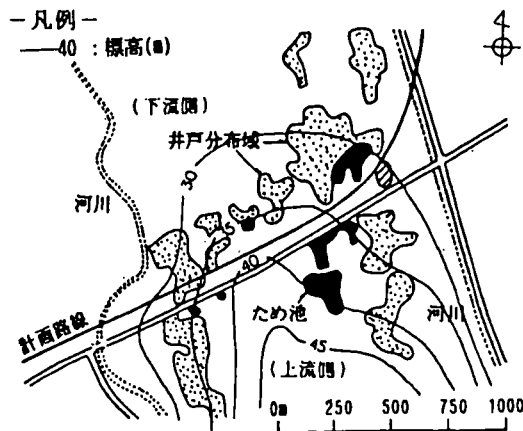 －凡例－
――40 : 標高(m)
4
(下流側)
井戸分布域
河川
30
35
40
計画路線
ため池
河川
45
(上流側)
0m 250 500 750 1000